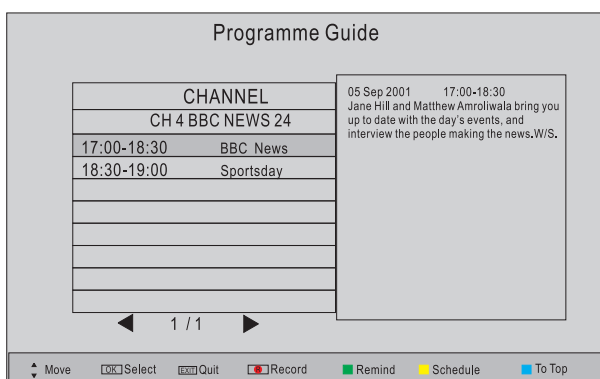 Programme Guide
CHANNEL
CH 4 BBC NEWS 24
17:00-18:30 BBC News
18:30-19:00 Sportsday
1 / 1
05 Sep 2001 17:00-18:30
Jane Hill and Matthew Amroliwala bring you
up to date with the day's events, and
interview the people making the news.W/S.
Move OK Select EXIT Quit R Record Remind Schedule To Top